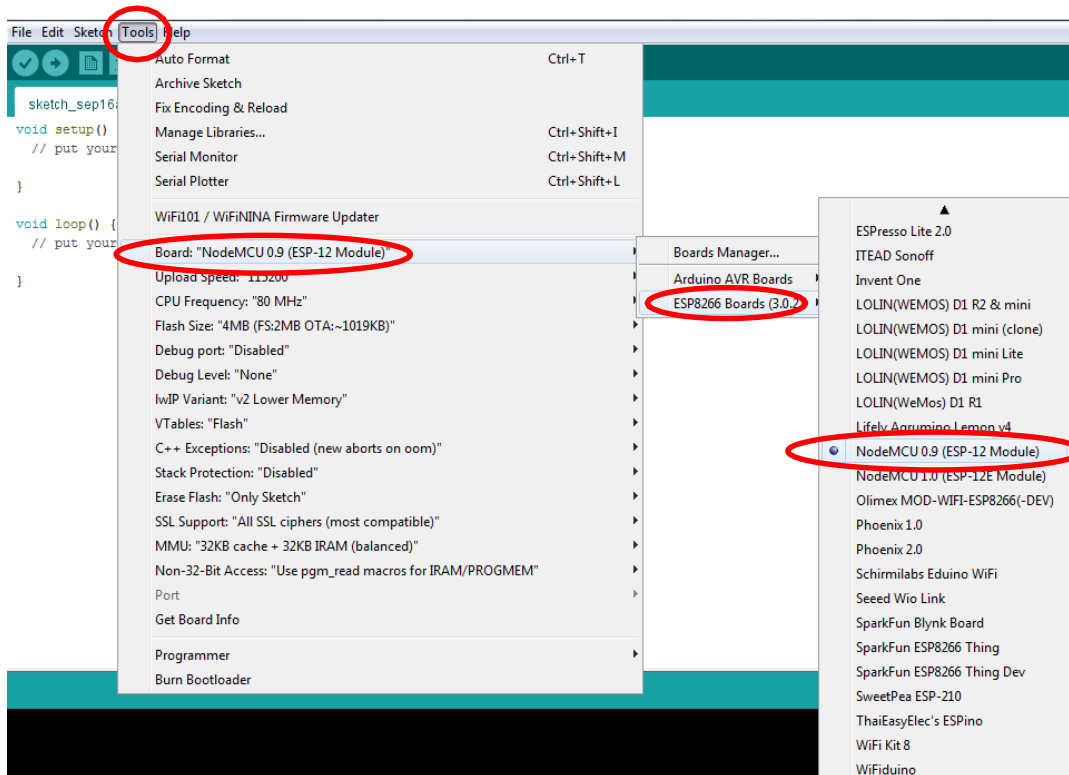 File Edit Sketch Tools Help
sketch_sep16a
void setup()
// put your
}
void loop() {
// put your
}
Auto Format Ctrl+T
Archive Sketch
Fix Encoding & Reload
Manage Libraries... Ctrl+Shift+I
Serial Monitor Ctrl+Shift+M
Serial Plotter Ctrl+Shift+L
WiFi101 / WiFiNINA Firmware Updater
Board: "NodeMCU 0.9 (ESP-12 Module)"
Upload Speed: "115200"
CPU Frequency: "80 MHz"
Flash Size: "4MB (FS:2MB OTA:~1019KB)"
Debug port: "Disabled"
Debug Level: "None"
lwIP Variant: "v2 Lower Memory"
VTables: "Flash"
C++ Exceptions: "Disabled (new aborts on oom)"
Stack Protection: "Disabled"
Erase Flash: "Only Sketch"
SSL Support: "All SSL ciphers (most compatible)"
MMU: "32KB cache + 32KB IRAM (balanced)"
Non-32-Bit Access: "Use pgm_read macros for IRAM/PROGMEM"
Port
Get Board Info
Programmer
Burn Bootloader
Boards Manager...
Arduino AVR Boards
ESP8266 Boards (3.0.2)
ESPresso Lite 2.0
ITEAD Sonoff
Invent One
LOLIN(WEMOS) D1 R2 & mini
LOLIN(WEMOS) D1 mini (clone)
LOLIN(WEMOS) D1 mini Lite
LOLIN(WEMOS) D1 mini Pro
LOLIN(WeMos) D1 R1
Lifely Agrumino Lemon v4
NodeMCU 0.9 (ESP-12 Module)
NodeMCU 1.0 (ESP-12E Module)
Olimex MOD-WIFI-ESP8266(-DEV)
Phoenix 1.0
Phoenix 2.0
Schirmilabs Eduino WiFi
Seeed Wio Link
SparkFun Blynk Board
SparkFun ESP8266 Thing
SparkFun ESP8266 Thing Dev
SweetPea ESP-210
ThaiEasyElec's ESPino
WiFi Kit 8
WiFiduino